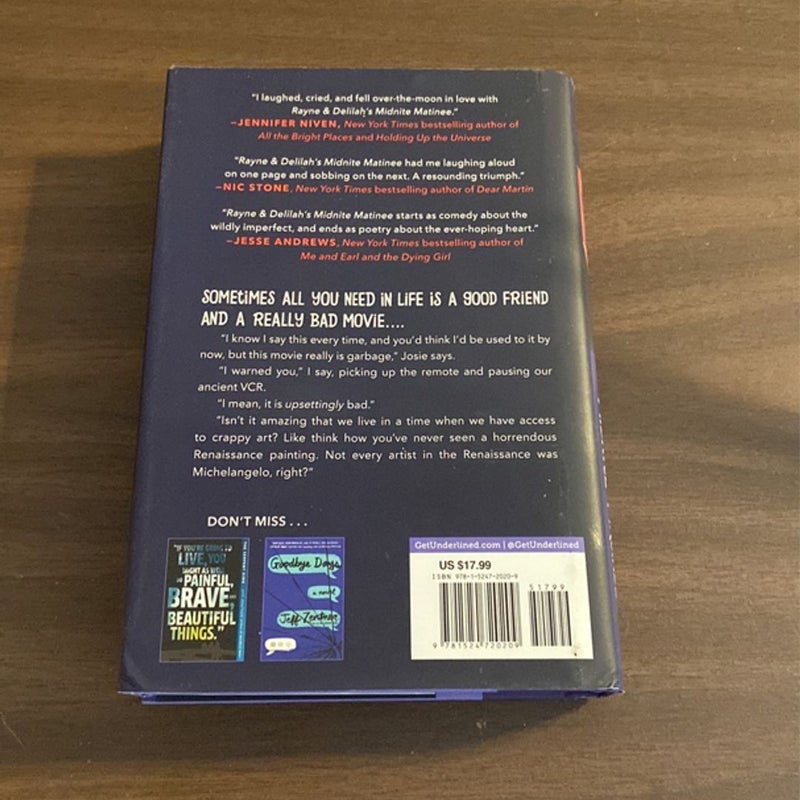 "I laughed, cried, and fell over-the-moon in love with
Rayne & Delilah's Midnite Matinee."
–JENNIFER NIVEN, New York Times bestselling author of
All the Bright Places and Holding Up the Universe
"Rayne & Delilah's Midnite Matinee had me laughing aloud
on one page and sobbing on the next. A resounding triumph."
–NIC STONE, New York Times bestselling author of Dear Martin
"Rayne & Delilah's Midnite Matinee starts as comedy about the
wildly imperfect, and ends as poetry about the ever-hoping heart."
–JESSE ANDREWS, New York Times bestselling author of
Me and Earl and the Dying Girl
SOMETIMES ALL YOU NEED IN LIFE IS A GOOD FRIEND
AND A REALLY BAD MOVIE....
"I know I say this every time, and you'd think I'd be used to it by
now, but this movie really is garbage," Josie says.
"I warned you," I say, picking up the remote and pausing our
ancient VCR.
"I mean, it is upsettingly bad."
"Isn't it amazing that we live in a time when we have access
to crappy art? Like think how you've never seen a horrendous
Renaissance painting. Not every artist in the Renaissance was
Michelangelo, right?"
DON'T MISS . . .
"IF YOU'RE GOING TO
LIVE, YOU
MIGHT AS WELL
DO PAINFUL,
BRAVE, AND
BEAUTIFUL
THINGS."
Goodbye Days
a novel
Jeff Zentner
GetUnderlined.com | @GetUnderlined
US $17.99
ISBN 978-1-5247-2020-9
51799
9 781524 720209